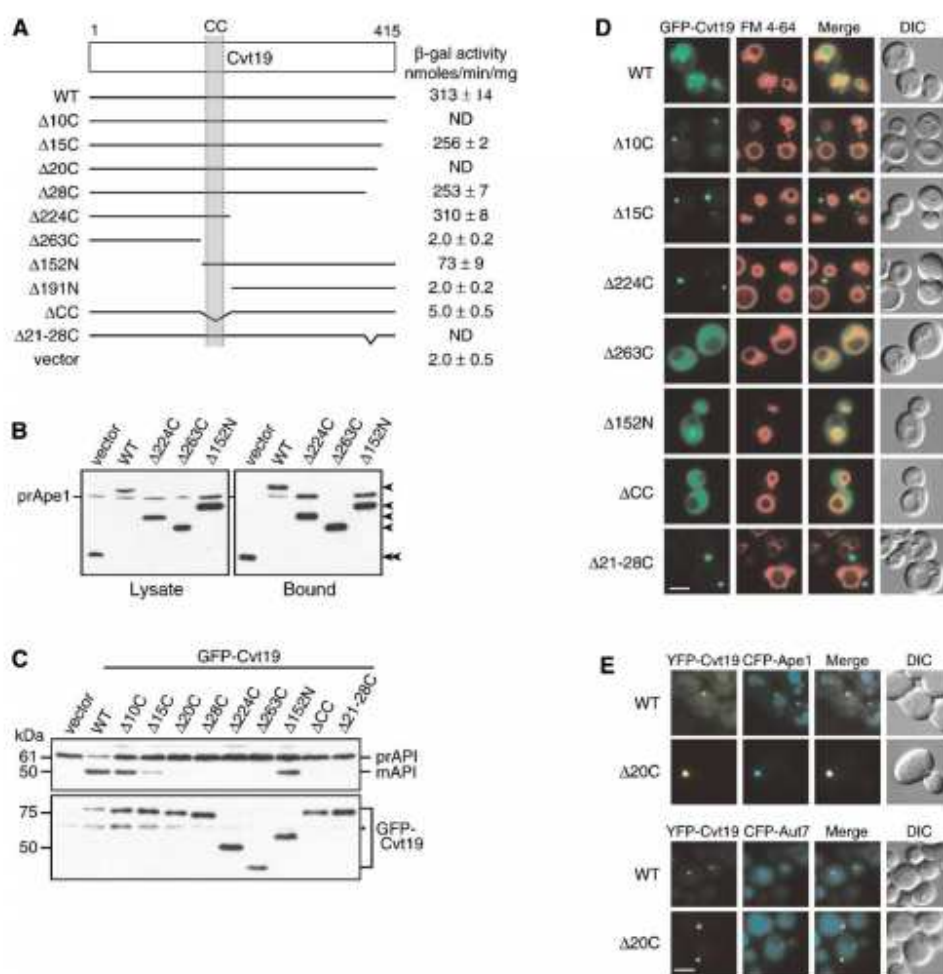 A
1 CC 415
Cvt19
β-gal activity
nmoles/min/mg
WT 313 ± 14
Δ10C ND
Δ15C 256 ± 2
Δ20C ND
Δ28C 253 ± 7
Δ224C 310 ± 8
Δ263C 2.0 ± 0.2
Δ152N 73 ± 9
Δ191N 2.0 ± 0.2
ΔCC 5.0 ± 0.5
Δ21-28C ND
vector 2.0 ± 0.5
B
vector WT Δ224C Δ263C Δ152N vector WT Δ224C Δ263C Δ152N
prApe1
Lysate Bound
C
GFP-Cvt19
vector WT Δ10C Δ15C Δ20C Δ28C Δ224C Δ263C Δ152N ΔCC Δ21-28C
kDa
61 prAPI
50 mAPI
75
GFP-
50 Cvt19
D
GFP-Cvt19 FM 4-64 Merge DIC
WT
Δ10C
Δ15C
Δ224C
Δ263C
Δ152N
ΔCC
Δ21-28C
E
YFP-Cvt19 CFP-Ape1 Merge DIC
WT
Δ20C
YFP-Cvt19 CFP-Aut7 Merge DIC
WT
Δ20C